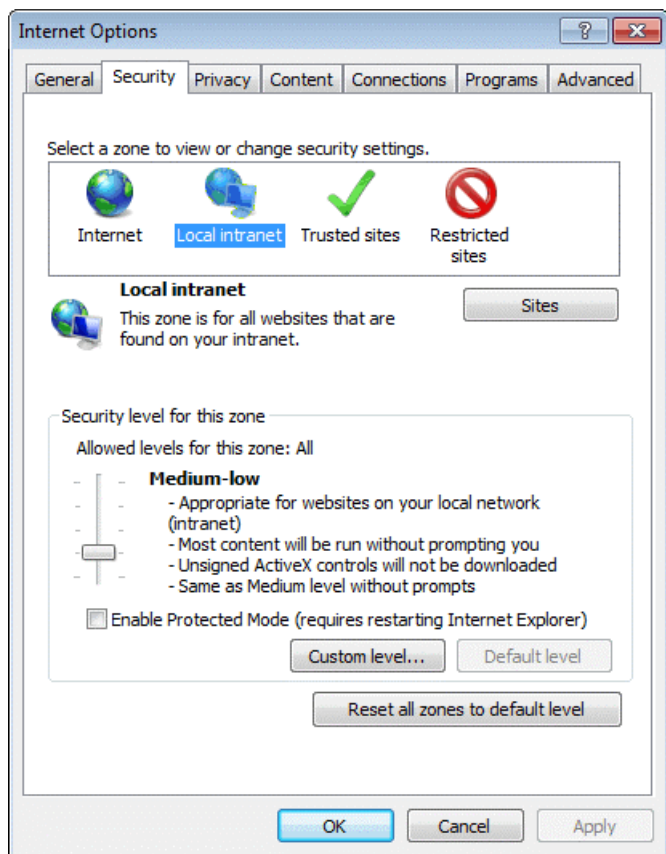 Internet Options
General Security Privacy Content Connections Programs Advanced
Select a zone to view or change security settings.
Internet Local intranet Trusted sites Restricted
sites
Local intranet
Sites
This zone is for all websites that are
found on your intranet.
Security level for this zone
Allowed levels for this zone: All
Medium-low
- Appropriate for websites on your local network
(intranet)
- Most content will be run without prompting you
- Unsigned ActiveX controls will not be downloaded
- Same as Medium level without prompts
Enable Protected Mode (requires restarting Internet Explorer)
Custom level... Default level
Reset all zones to default level
OK Cancel Apply